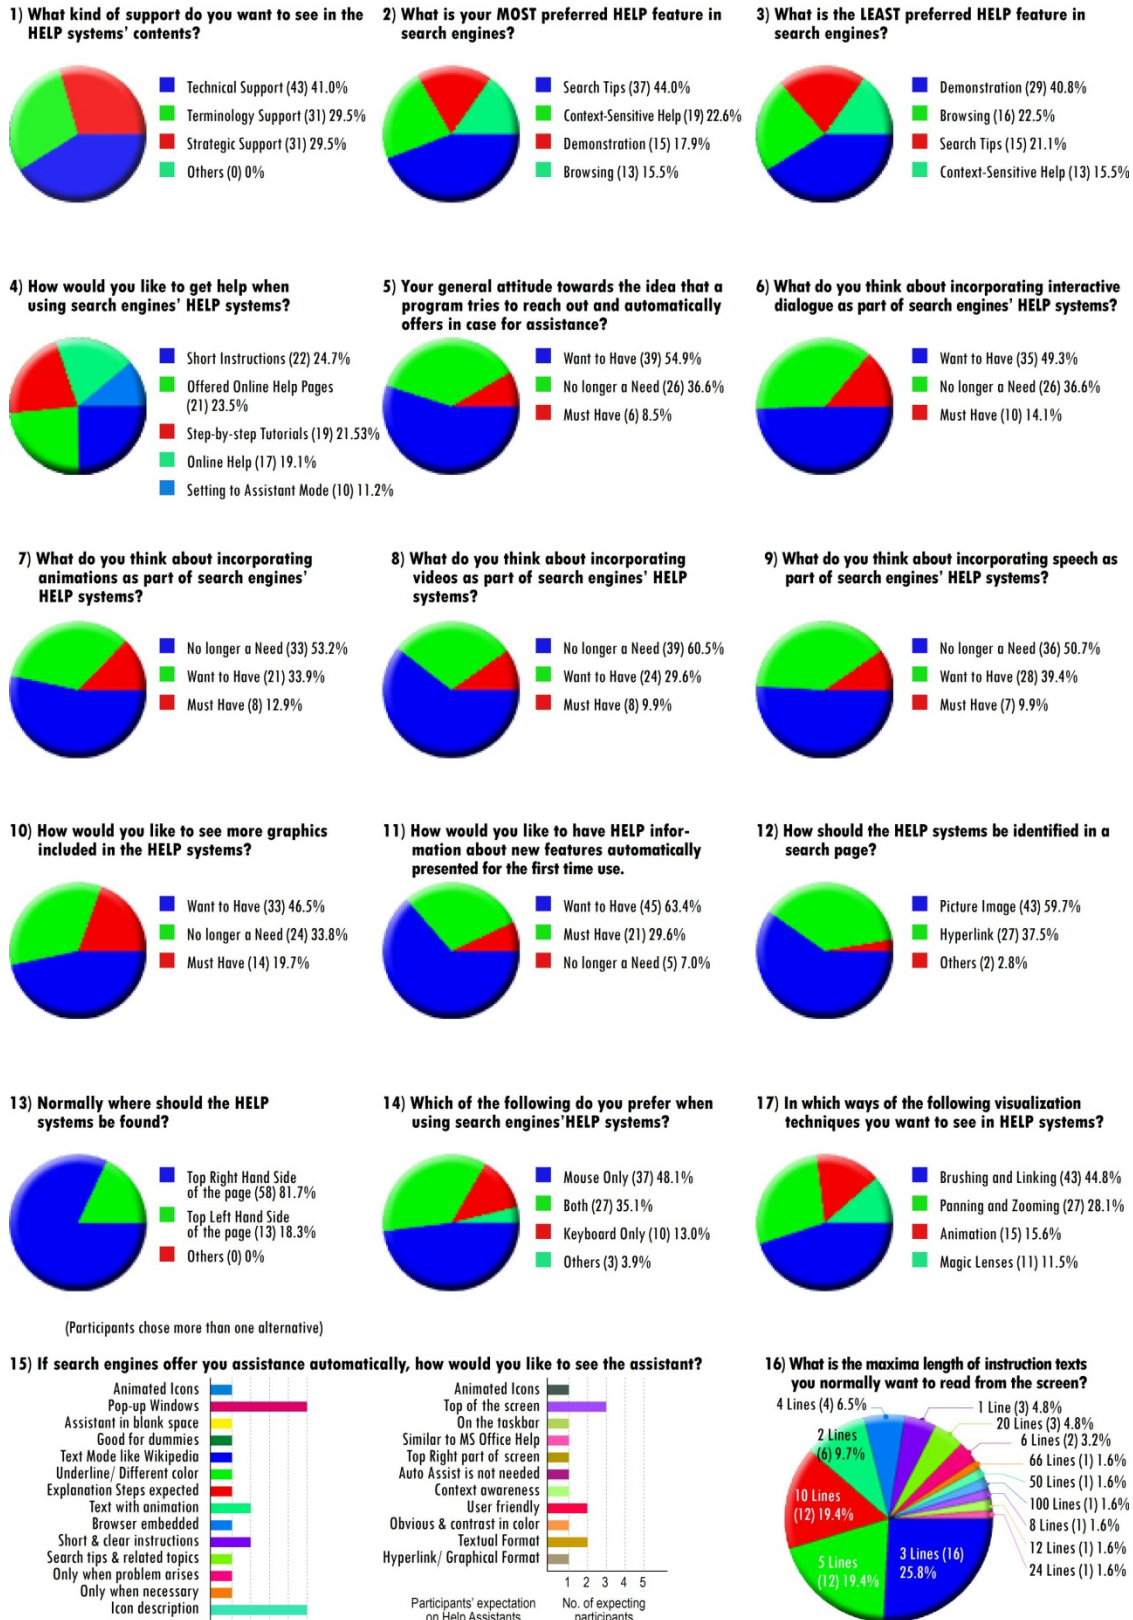 1) What kind of support do you want to see in the
HELP systems' contents?
Technical Support (43) 41.0%
Terminology Support (31) 29.5%
Strategic Support (31) 29.5%
Others (0) 0%
2) What is your MOST preferred HELP feature in
search engines?
Search Tips (37) 44.0%
Context-Sensitive Help (19) 22.6%
Demonstration (15) 17.9%
Browsing (13) 15.5%
3) What is the LEAST preferred HELP feature in
search engines?
Demonstration (29) 40.8%
Browsing (16) 22.5%
Search Tips (15) 21.1%
Context-Sensitive Help (13) 15.5%
4) How would you like to get help when
using search engines' HELP systems?
Short Instructions (22) 24.7%
Offered Online Help Pages
(21) 23.5%
Step-by-step Tutorials (19) 21.53%
Online Help (17) 19.1%
Setting to Assistant Mode (10) 11.2%
5) Your general attitude towards the idea that a
program tries to reach out and automatically
offers in case for assistance?
Want to Have (39) 54.9%
No longer a Need (26) 36.6%
Must Have (6) 8.5%
6) What do you think about incorporating interactive
dialogue as part of search engines' HELP systems?
Want to Have (35) 49.3%
No longer a Need (26) 36.6%
Must Have (10) 14.1%
7) What do you think about incorporating
animations as part of search engines'
HELP systems?
No longer a Need (33) 53.2%
Want to Have (21) 33.9%
Must Have (8) 12.9%
8) What do you think about incorporating
videos as part of search engines' HELP
systems?
No longer a Need (39) 60.5%
Want to Have (24) 29.6%
Must Have (8) 9.9%
9) What do you think about incorporating speech as
part of search engines' HELP systems?
No longer a Need (36) 50.7%
Want to Have (28) 39.4%
Must Have (7) 9.9%
10) How would you like to see more graphics
included in the HELP systems?
Want to Have (33) 46.5%
No longer a Need (24) 33.8%
Must Have (14) 19.7%
11) How would you like to have HELP infor-
mation about new features automatically
presented for the first time use.
Want to Have (45) 63.4%
Must Have (21) 29.6%
No longer a Need (5) 7.0%
12) How should the HELP systems be identified in a
search page?
Picture Image (43) 59.7%
Hyperlink (27) 37.5%
Others (2) 2.8%
13) Normally where should the HELP
systems be found?
Top Right Hand Side
of the page (58) 81.7%
Top Left Hand Side
of the page (13) 18.3%
Others (0) 0%
14) Which of the following do you prefer when
using search engines'HELP systems?
Mouse Only (37) 48.1%
Both (27) 35.1%
Keyboard Only (10) 13.0%
Others (3) 3.9%
17) In which ways of the following visualization
techniques you want to see in HELP systems?
Brushing and Linking (43) 44.8%
Panning and Zooming (27) 28.1%
Animation (15) 15.6%
Magic Lenses (11) 11.5%
(Participants chose more than one alternative)
15) If search engines offer you assistance automatically, how would you like to see the assistant?
Animated Icons
Pop-up Windows
Assistant in blank space
Good for dummies
Text Mode like Wikipedia
Underline/ Different color
Explanation Steps expected
Text with animation
Browser embedded
Short & clear instructions
Search tips & related topics
Only when problem arises
Only when necessary
Icon description
Animated Icons
Top of the screen
On the taskbar
Similar to MS Office Help
Top Right part of screen
Auto Assist is not needed
Context awareness
User friendly
Obvious & contrast in color
Textual Format
Hyperlink/ Graphical Format
1 2 3 4 5
Participants' expectation
on Help Assistants
No. of expecting
participants
16) What is the maxima length of instruction texts
you normally want to read from the screen?
4 Lines (4) 6.5%
1 Line (3) 4.8%
20 Lines (3) 4.8%
6 Lines (2) 3.2%
66 Lines (1) 1.6%
50 Lines (1) 1.6%
100 Lines (1) 1.6%
8 Lines (1) 1.6%
12 Lines (1) 1.6%
24 Lines (1) 1.6%
2 Lines
(6) 9.7%
10 Lines
(12) 19.4%
5 Lines
(12) 19.4%
3 Lines (16)
25.8%